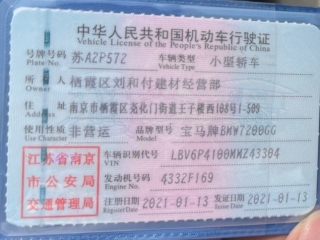 中华人民共和国机动车行驶证
Vehicle License of the People's Republic of China
号牌号码 苏A2P572 车辆类型 小型轿车
Plate No. Vehicle Type
所有人 栖霞区刘和付建材经营部
Owner
住址 南京市栖霞区尧化门街道王子楼西108号1-509
Address
使用性质 非营运 品牌型号 宝马牌BMW7200GG
Use Character Model
江苏省南京
市公安局
交通管理局
车辆识别代号 LBV6P4100MMZ43304
VIN
发动机号码 4332F169
Engine No.
注册日期 2021-01-13 发证日期 2021-01-13
Register Date Issue Date